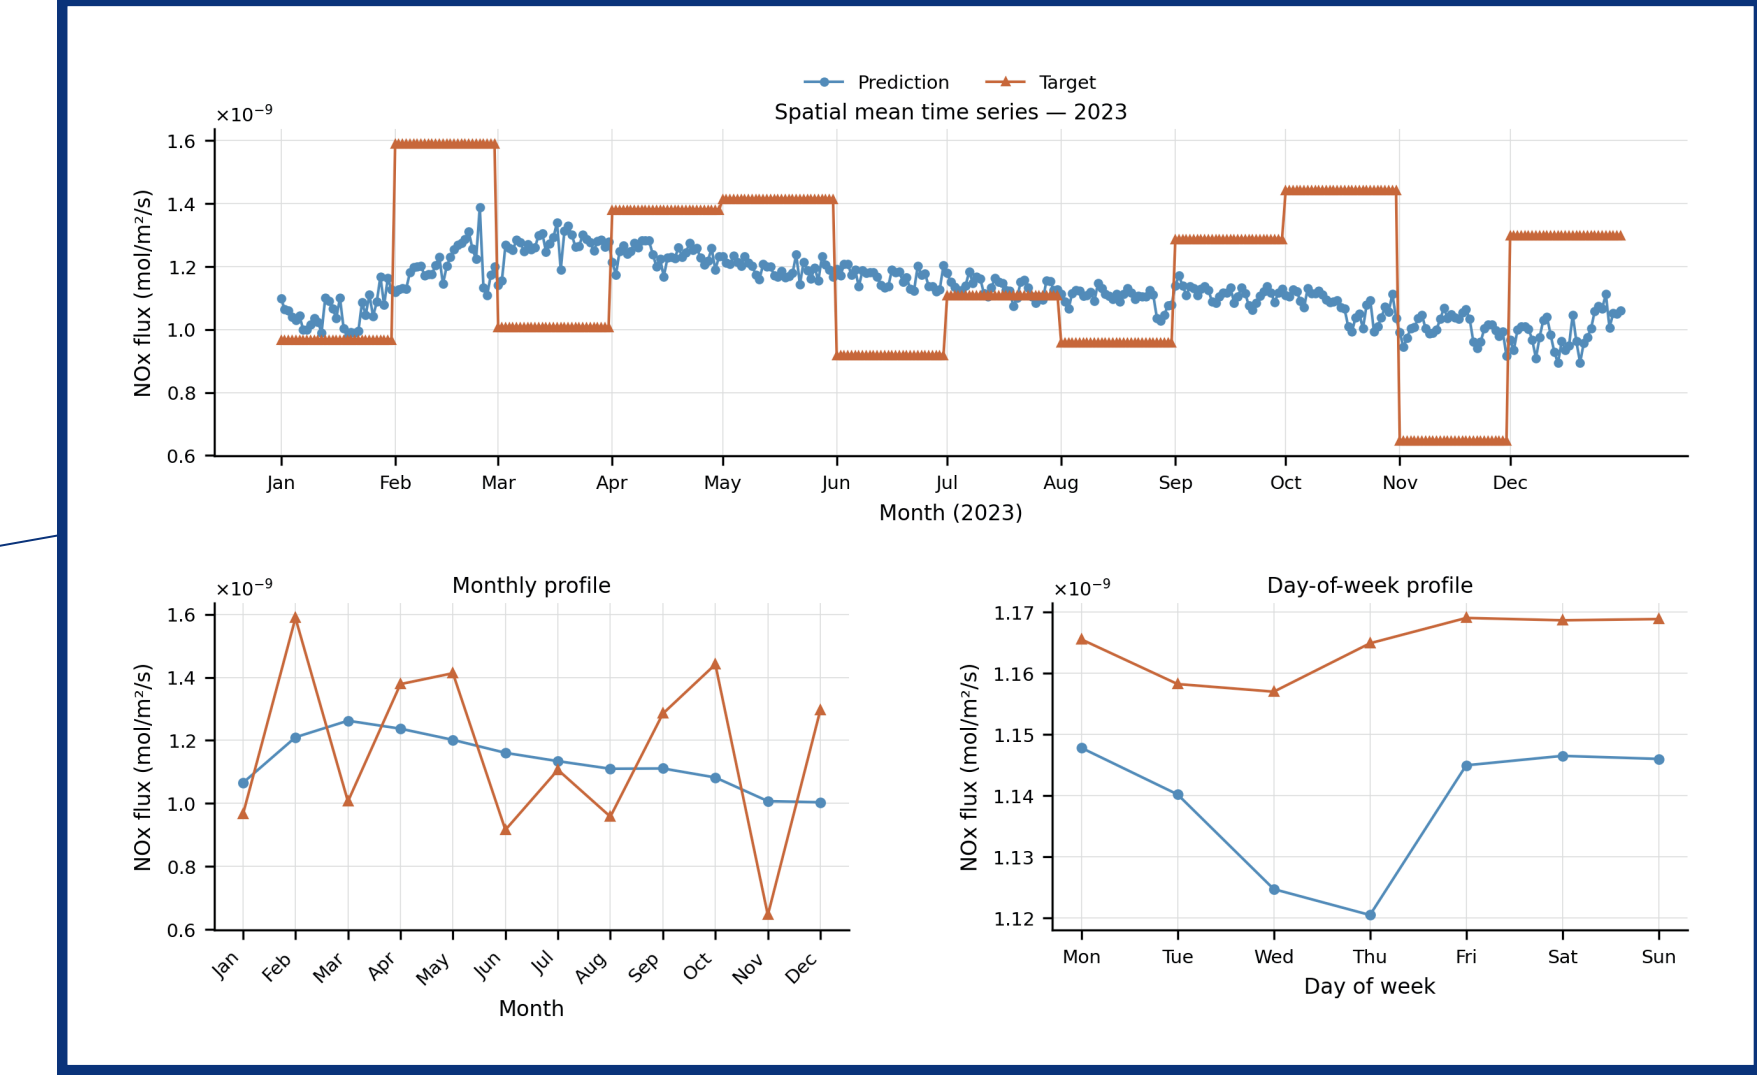 Prediction Target
Spatial mean time series — 2023
×10⁻⁹
NOx flux (mol/m²/s)
1.6
1.4
1.2
1.0
0.8
0.6
Jan Feb Mar Apr May Jun Jul Aug Sep Oct Nov Dec
Month (2023)
Monthly profile
×10⁻⁹
NOx flux (mol/m²/s)
1.6
1.4
1.2
1.0
0.8
0.6
Jan Feb Mar Apr May Jun Jul Aug Sep Oct Nov Dec
Month
Day-of-week profile
×10⁻⁹
NOx flux (mol/m²/s)
1.17
1.16
1.15
1.14
1.13
1.12
Mon Tue Wed Thu Fri Sat Sun
Day of week